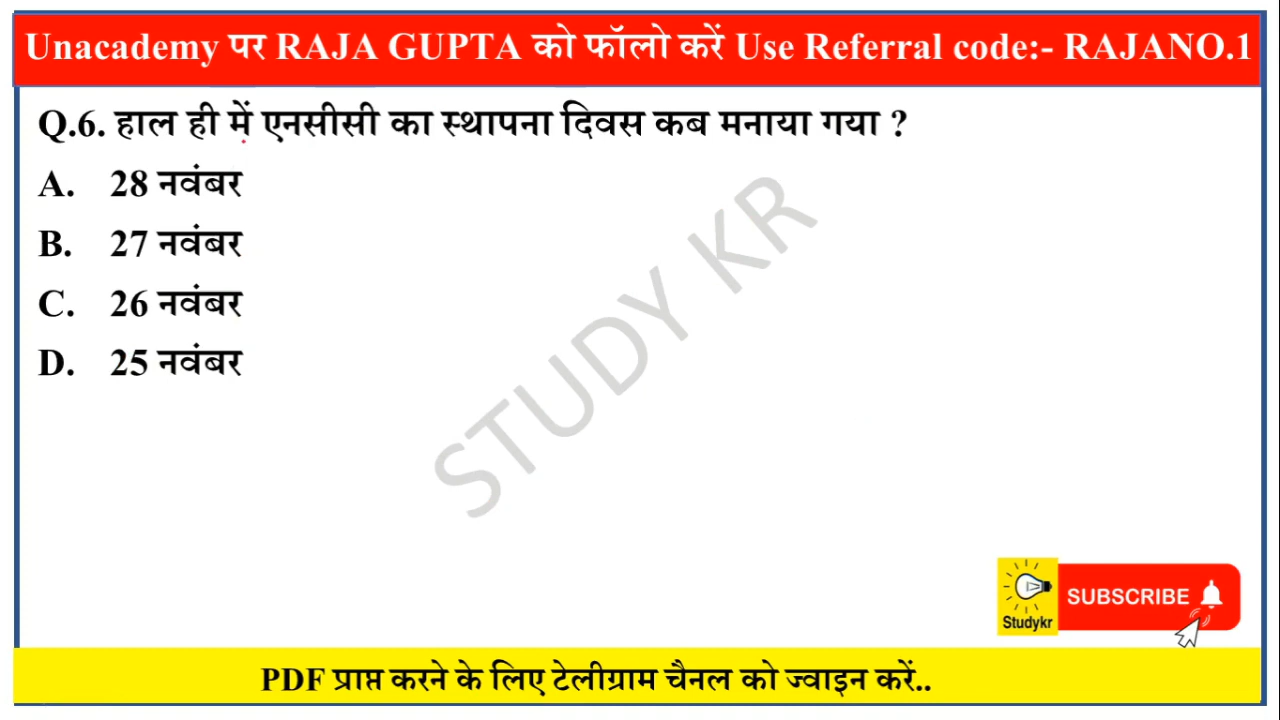 Unacademy पर RAJA GUPTA को फॉलो करें Use Referral code:- RAJANO.1
Q.6. हाल ही में एनसीसी का स्थापना दिवस कब मनाया गया ?
A. 28 नवंबर
B. 27 नवंबर
C. 26 नवंबर
D. 25 नवंबर
STUDY KR
SUBSCRIBE
Studykr
PDF प्राप्त करने के लिए टेलीग्राम चैनल को ज्वाइन करें..